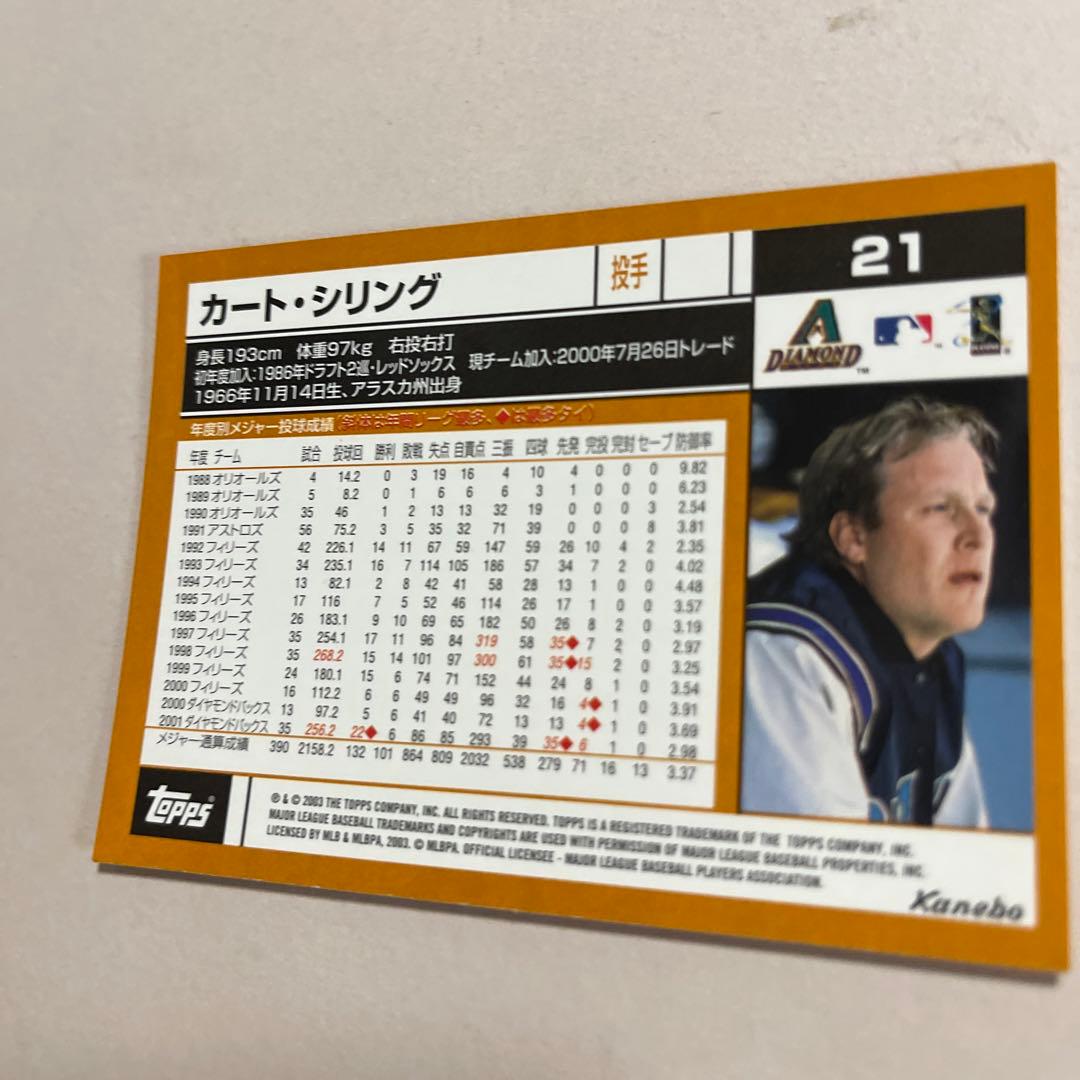 カート・シリング 投手
21
DIAMOND ™
身長193cm 体重97kg 右投右打
初年度加入:1986年ドラフト2巡・レッドソックス 現チーム加入:2000年7月26日トレード
1966年11月14日生、アラスカ州出身
年度別メジャー投球成績(斜体は年間リーグ最多、◆は最多タイ)
年度 チーム 試合 投球回 勝利 敗戦 失点 自責点 三振 四球 先発 完投 完封 セーブ 防御率
1988 オリオールズ 4 14.2 0 3 19 16 4 10 4 0 0 0 9.82
1989 オリオールズ 5 8.2 0 1 6 6 6 3 1 0 0 0 6.23
1990 オリオールズ 35 46 1 2 13 13 32 19 0 0 0 3 2.54
1991 アストロズ 56 75.2 3 5 35 32 71 39 0 0 0 8 3.81
1992 フィリーズ 42 226.1 14 11 67 59 147 59 26 10 4 2 2.35
1993 フィリーズ 34 235.1 16 7 114 105 186 57 34 7 2 0 4.02
1994 フィリーズ 13 82.1 2 8 42 41 58 28 13 1 0 0 4.48
1995 フィリーズ 17 116 7 5 52 46 114 26 17 1 0 0 3.57
1996 フィリーズ 26 183.1 9 10 69 65 182 50 26 8 2 0 3.19
1997 フィリーズ 35 254.1 17 11 96 84 319 58 35◆ 7 2 0 2.97
1998 フィリーズ 35 268.2 15 14 101 97 300 61 35◆ 15 2 0 3.25
1999 フィリーズ 24 180.1 15 6 74 71 152 44 24 8 1 0 3.54
2000 フィリーズ 16 112.2 6 6 49 49 96 32 16 4◆ 1 0 3.91
2000 ダイヤモンドバックス 13 97.2 5 6 41 40 72 13 13 4◆ 1 0 3.69
2001 ダイヤモンドバックス 35 256.2 22◆ 6 86 85 293 39 35◆ 6 1 0 2.98
メジャー通算成績 390 2158.2 132 101 864 809 2032 538 279 71 16 13 3.37
topps®
℗ & © 2003 THE TOPPS COMPANY, INC. ALL RIGHTS RESERVED. TOPPS IS A REGISTERED TRADEMARK OF THE TOPPS COMPANY, INC.
MAJOR LEAGUE BASEBALL TRADEMARKS AND COPYRIGHTS ARE USED WITH PERMISSION OF MAJOR LEAGUE BASEBALL PROPERTIES, INC.
LICENSED BY MLB & MLBPA, 2003. © MLBPA. OFFICIAL LICENSEE - MAJOR LEAGUE BASEBALL PLAYERS ASSOCIATION.
Kanebo